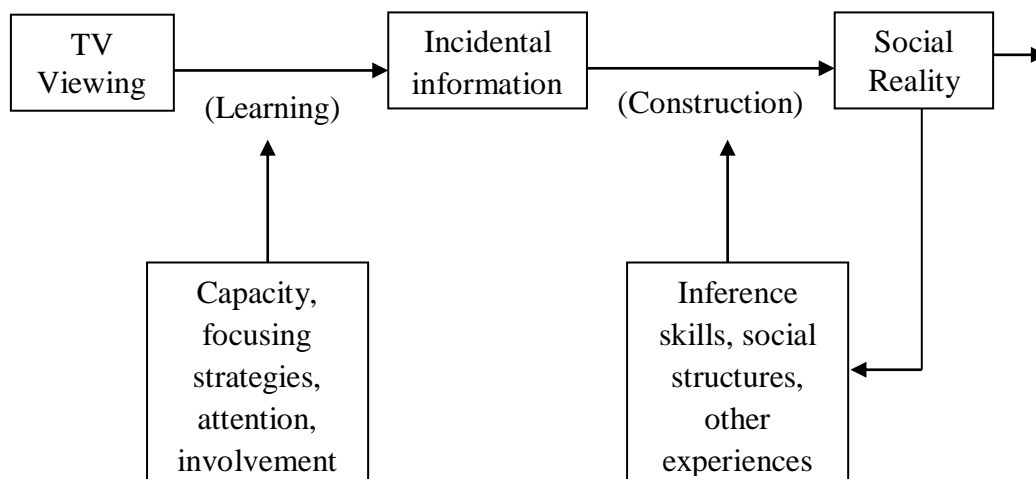 TV
Viewing
Incidental
information
Social
Reality
(Learning)
(Construction)
Capacity,
focusing
strategies,
attention,
involvement
Inference
skills, social
structures,
other
experiences